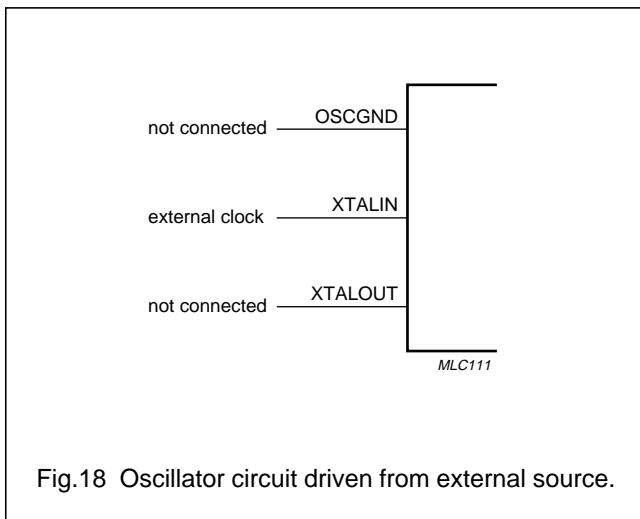 not connected OSCGND
external clock XTALIN
not connected XTALOUT
MLC111
Fig.18 Oscillator circuit driven from external source.